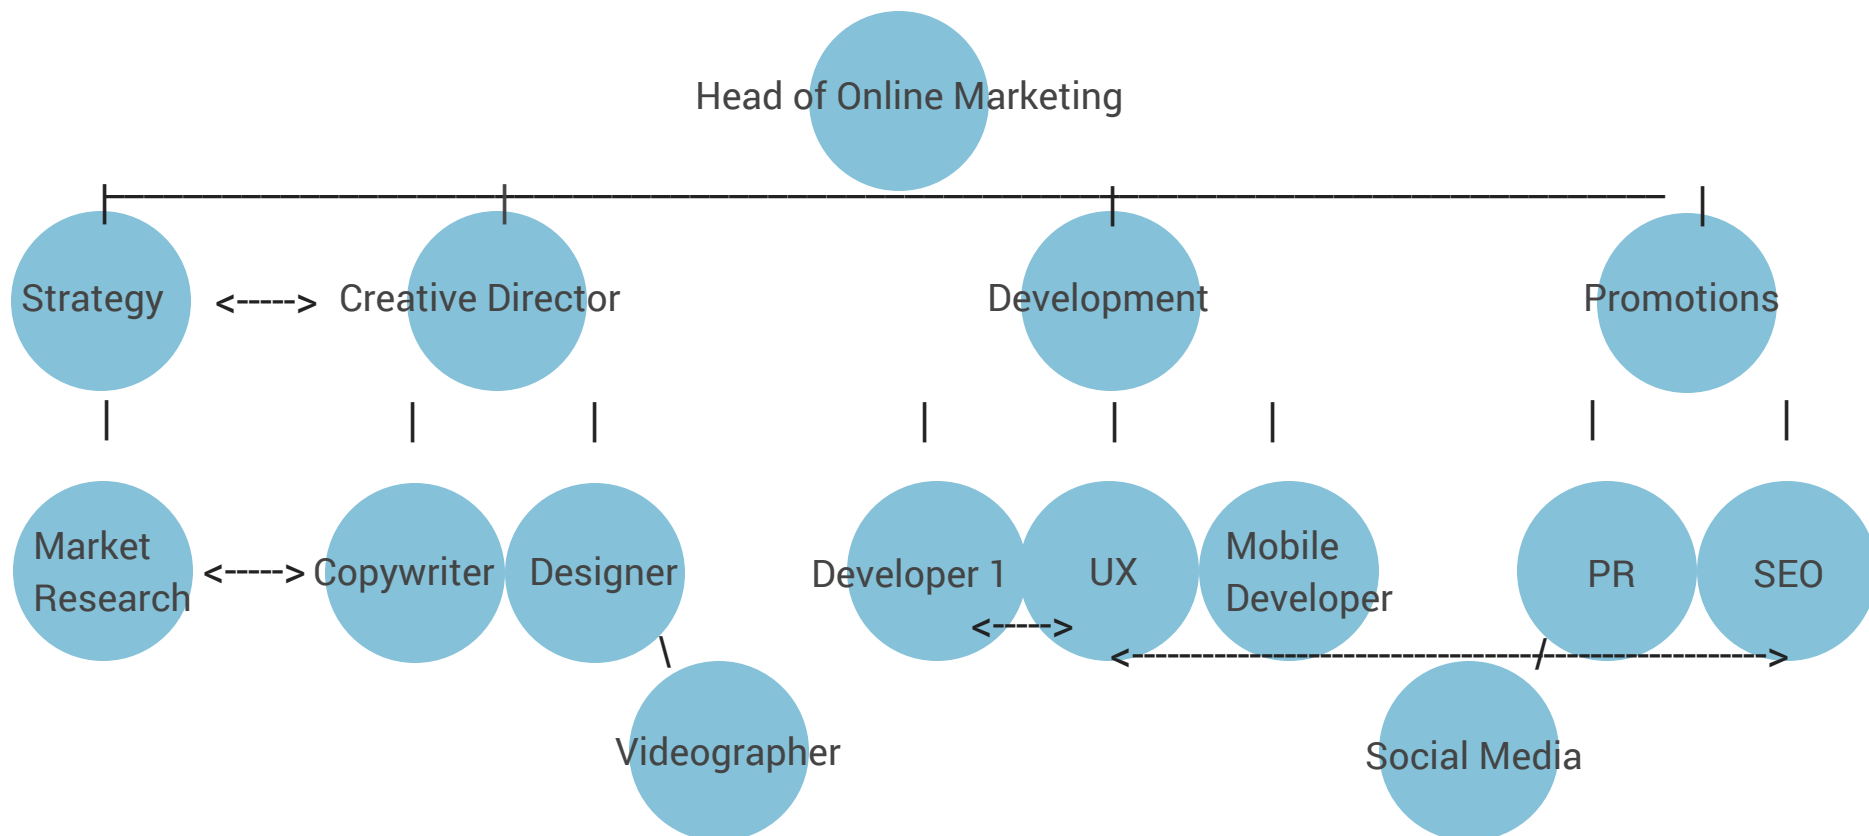 Head of Online Marketing
Strategy <-----> Creative Director Development Promotions
Market
Research
<-----> Copywriter Designer Developer 1 UX
Mobile
Developer
PR SEO
Videographer Social Media